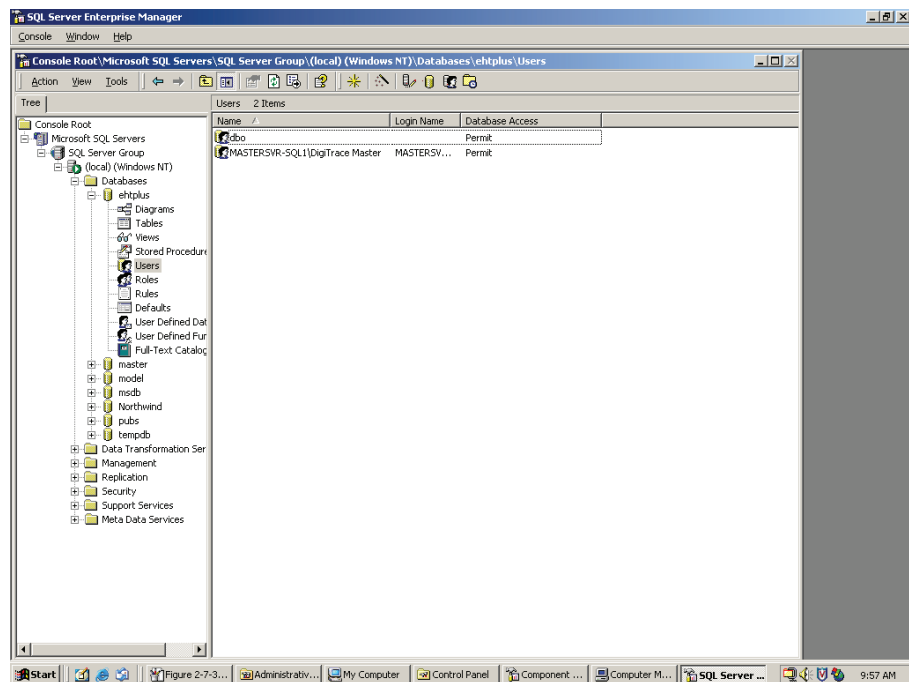 SQL Server Enterprise Manager
Console Window Help
Console Root\Microsoft SQL Servers\SQL Server Group\(local) (Windows NT)\Databases\ehtplus\Users
Action View Tools
Tree
Users 2 Items
Name Login Name Database Access
dbo Permit
MASTERSVR-SQL1\DigiTrace Master MASTERSV... Permit
Console Root
Microsoft SQL Servers
SQL Server Group
(local) (Windows NT)
Databases
ehtplus
Diagrams
Tables
Views
Stored Procedure
Users
Roles
Rules
Defaults
User Defined Dat
User Defined Fur
Full-Text Catalog
master
model
msdb
Northwind
pubs
tempdb
Data Transformation Ser
Management
Replication
Security
Support Services
Meta Data Services
Start Figure 2-7-3... Administrativ... My Computer Control Panel Component ... Computer M... SQL Server ... 9:57 AM